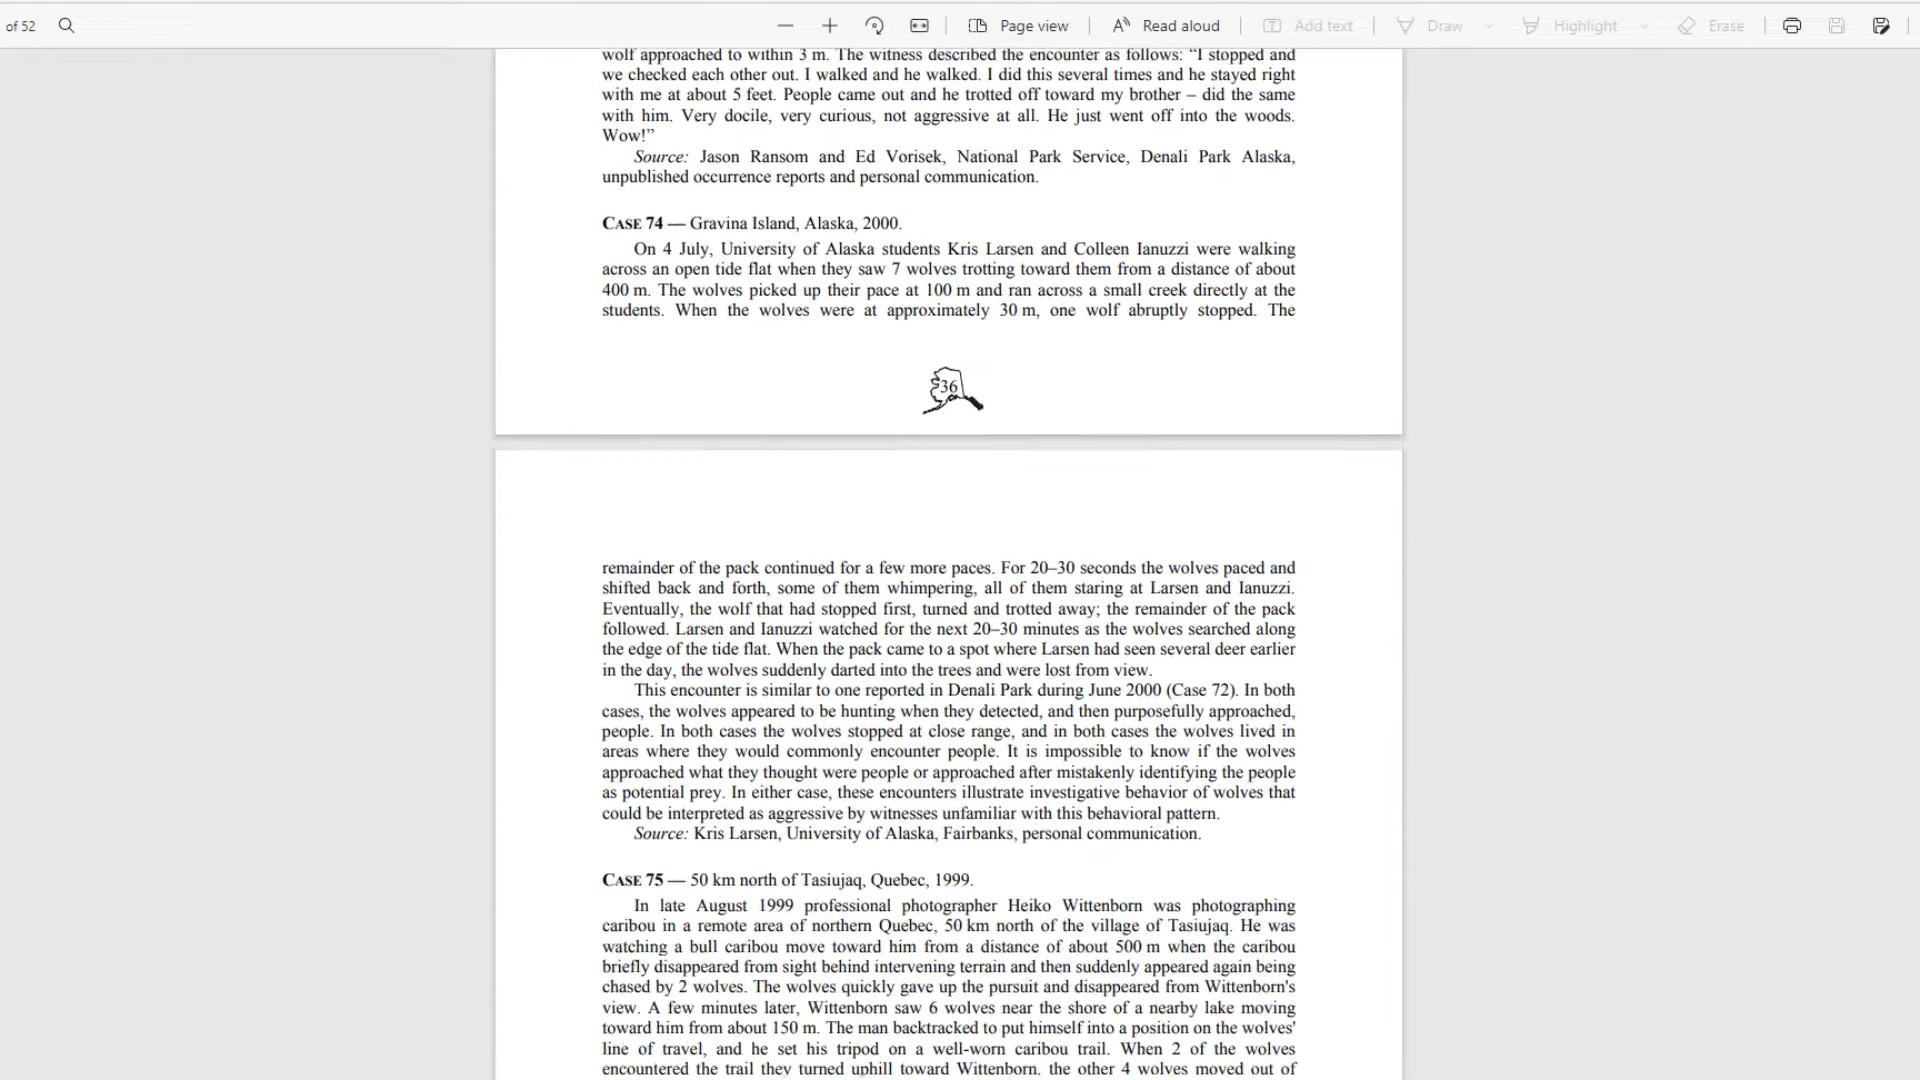 of 52
Page view
Read aloud
Add text
Draw
Highlight
Erase
wolf approached to within 3 m. The witness described the encounter as follows: “I stopped and
we checked each other out. I walked and he walked. I did this several times and he stayed right
with me at about 5 feet. People came out and he trotted off toward my brother – did the same
with him. Very docile, very curious, not aggressive at all. He just went off into the woods.
Wow!”
Source: Jason Ransom and Ed Vorisek, National Park Service, Denali Park Alaska,
unpublished occurrence reports and personal communication.
CASE 74 — Gravina Island, Alaska, 2000.
On 4 July, University of Alaska students Kris Larsen and Colleen Ianuzzi were walking
across an open tide flat when they saw 7 wolves trotting toward them from a distance of about
400 m. The wolves picked up their pace at 100 m and ran across a small creek directly at the
students. When the wolves were at approximately 30 m, one wolf abruptly stopped. The
36
remainder of the pack continued for a few more paces. For 20–30 seconds the wolves paced and
shifted back and forth, some of them whimpering, all of them staring at Larsen and Ianuzzi.
Eventually, the wolf that had stopped first, turned and trotted away; the remainder of the pack
followed. Larsen and Ianuzzi watched for the next 20–30 minutes as the wolves searched along
the edge of the tide flat. When the pack came to a spot where Larsen had seen several deer earlier
in the day, the wolves suddenly darted into the trees and were lost from view.
This encounter is similar to one reported in Denali Park during June 2000 (Case 72). In both
cases, the wolves appeared to be hunting when they detected, and then purposefully approached,
people. In both cases the wolves stopped at close range, and in both cases the wolves lived in
areas where they would commonly encounter people. It is impossible to know if the wolves
approached what they thought were people or approached after mistakenly identifying the people
as potential prey. In either case, these encounters illustrate investigative behavior of wolves that
could be interpreted as aggressive by witnesses unfamiliar with this behavioral pattern.
Source: Kris Larsen, University of Alaska, Fairbanks, personal communication.
CASE 75 — 50 km north of Tasiujaq, Quebec, 1999.
In late August 1999 professional photographer Heiko Wittenborn was photographing
caribou in a remote area of northern Quebec, 50 km north of the village of Tasiujaq. He was
watching a bull caribou move toward him from a distance of about 500 m when the caribou
briefly disappeared from sight behind intervening terrain and then suddenly appeared again being
chased by 2 wolves. The wolves quickly gave up the pursuit and disappeared from Wittenborn's
view. A few minutes later, Wittenborn saw 6 wolves near the shore of a nearby lake moving
toward him from about 150 m. The man backtracked to put himself into a position on the wolves'
line of travel, and he set his tripod on a well-worn caribou trail. When 2 of the wolves
encountered the trail they turned uphill toward Wittenborn, the other 4 wolves moved out of